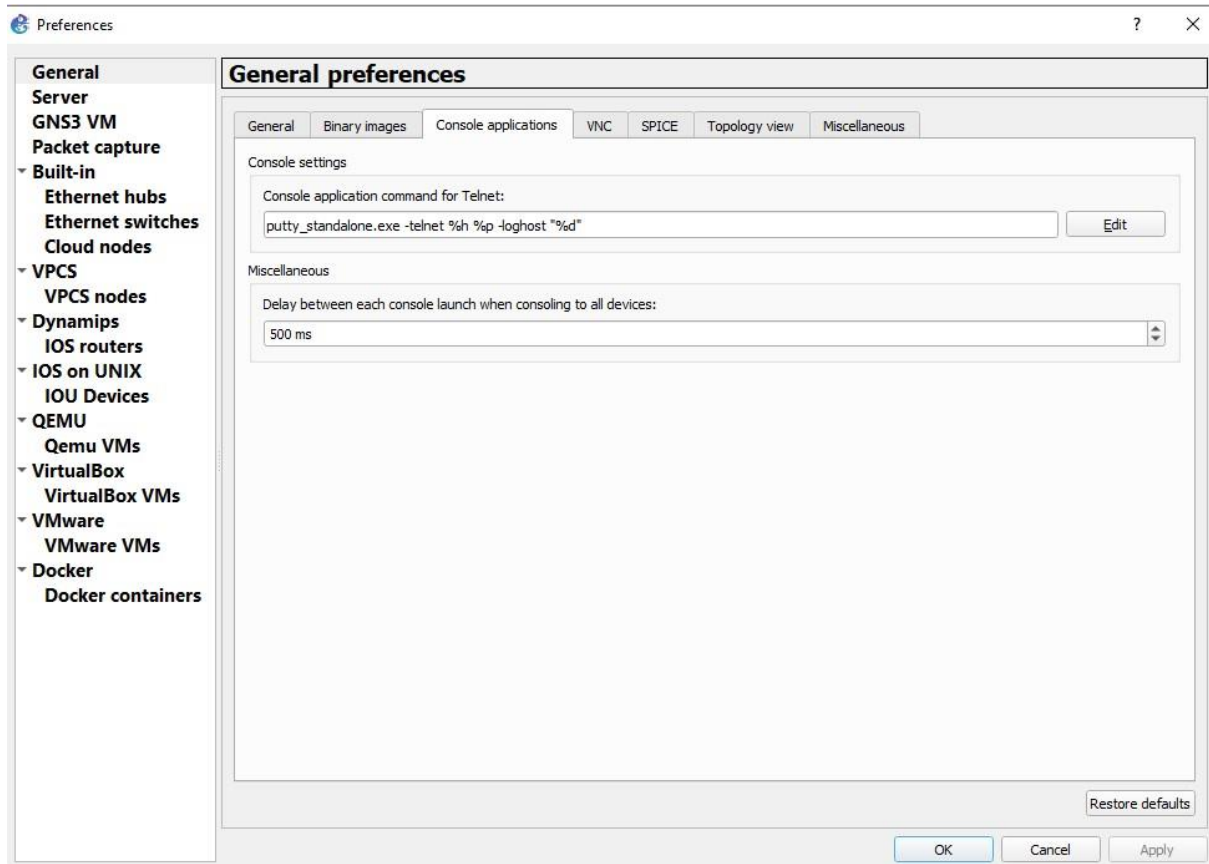 Preferences
?
General
Server
GNS3 VM
Packet capture
Built-in
Ethernet hubs
Ethernet switches
Cloud nodes
VPCS
VPCS nodes
Dynamips
IOS routers
IOS on UNIX
IOU Devices
QEMU
Qemu VMs
VirtualBox
VirtualBox VMs
VMware
VMware VMs
Docker
Docker containers
General preferences
General Binary images Console applications VNC SPICE Topology view Miscellaneous
Console settings
Console application command for Telnet:
putty_standalone.exe -telnet %h %p -loghost "%d" Edit
Miscellaneous
Delay between each console launch when consoling to all devices:
500 ms
Restore defaults
OK Cancel Apply